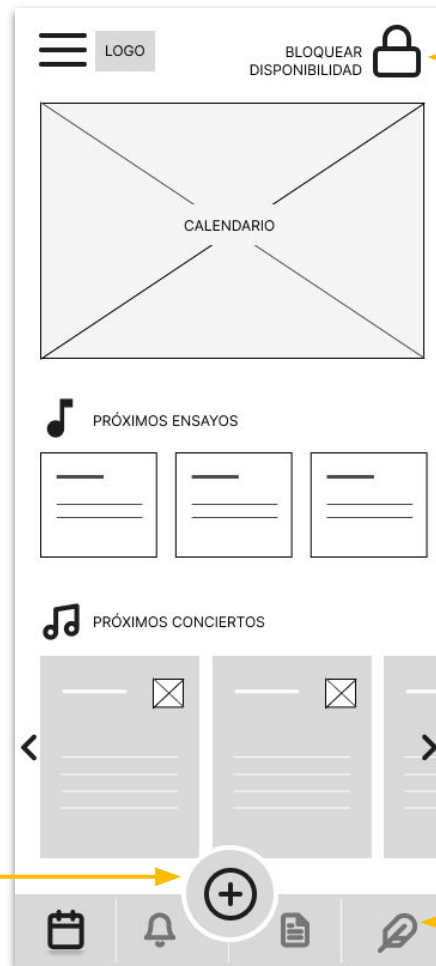 LOGO
BLOQUEAR
DISPONIBILIDAD
CALENDARIO
PRÓXIMOS ENSAYOS
PRÓXIMOS CONCIERTOS